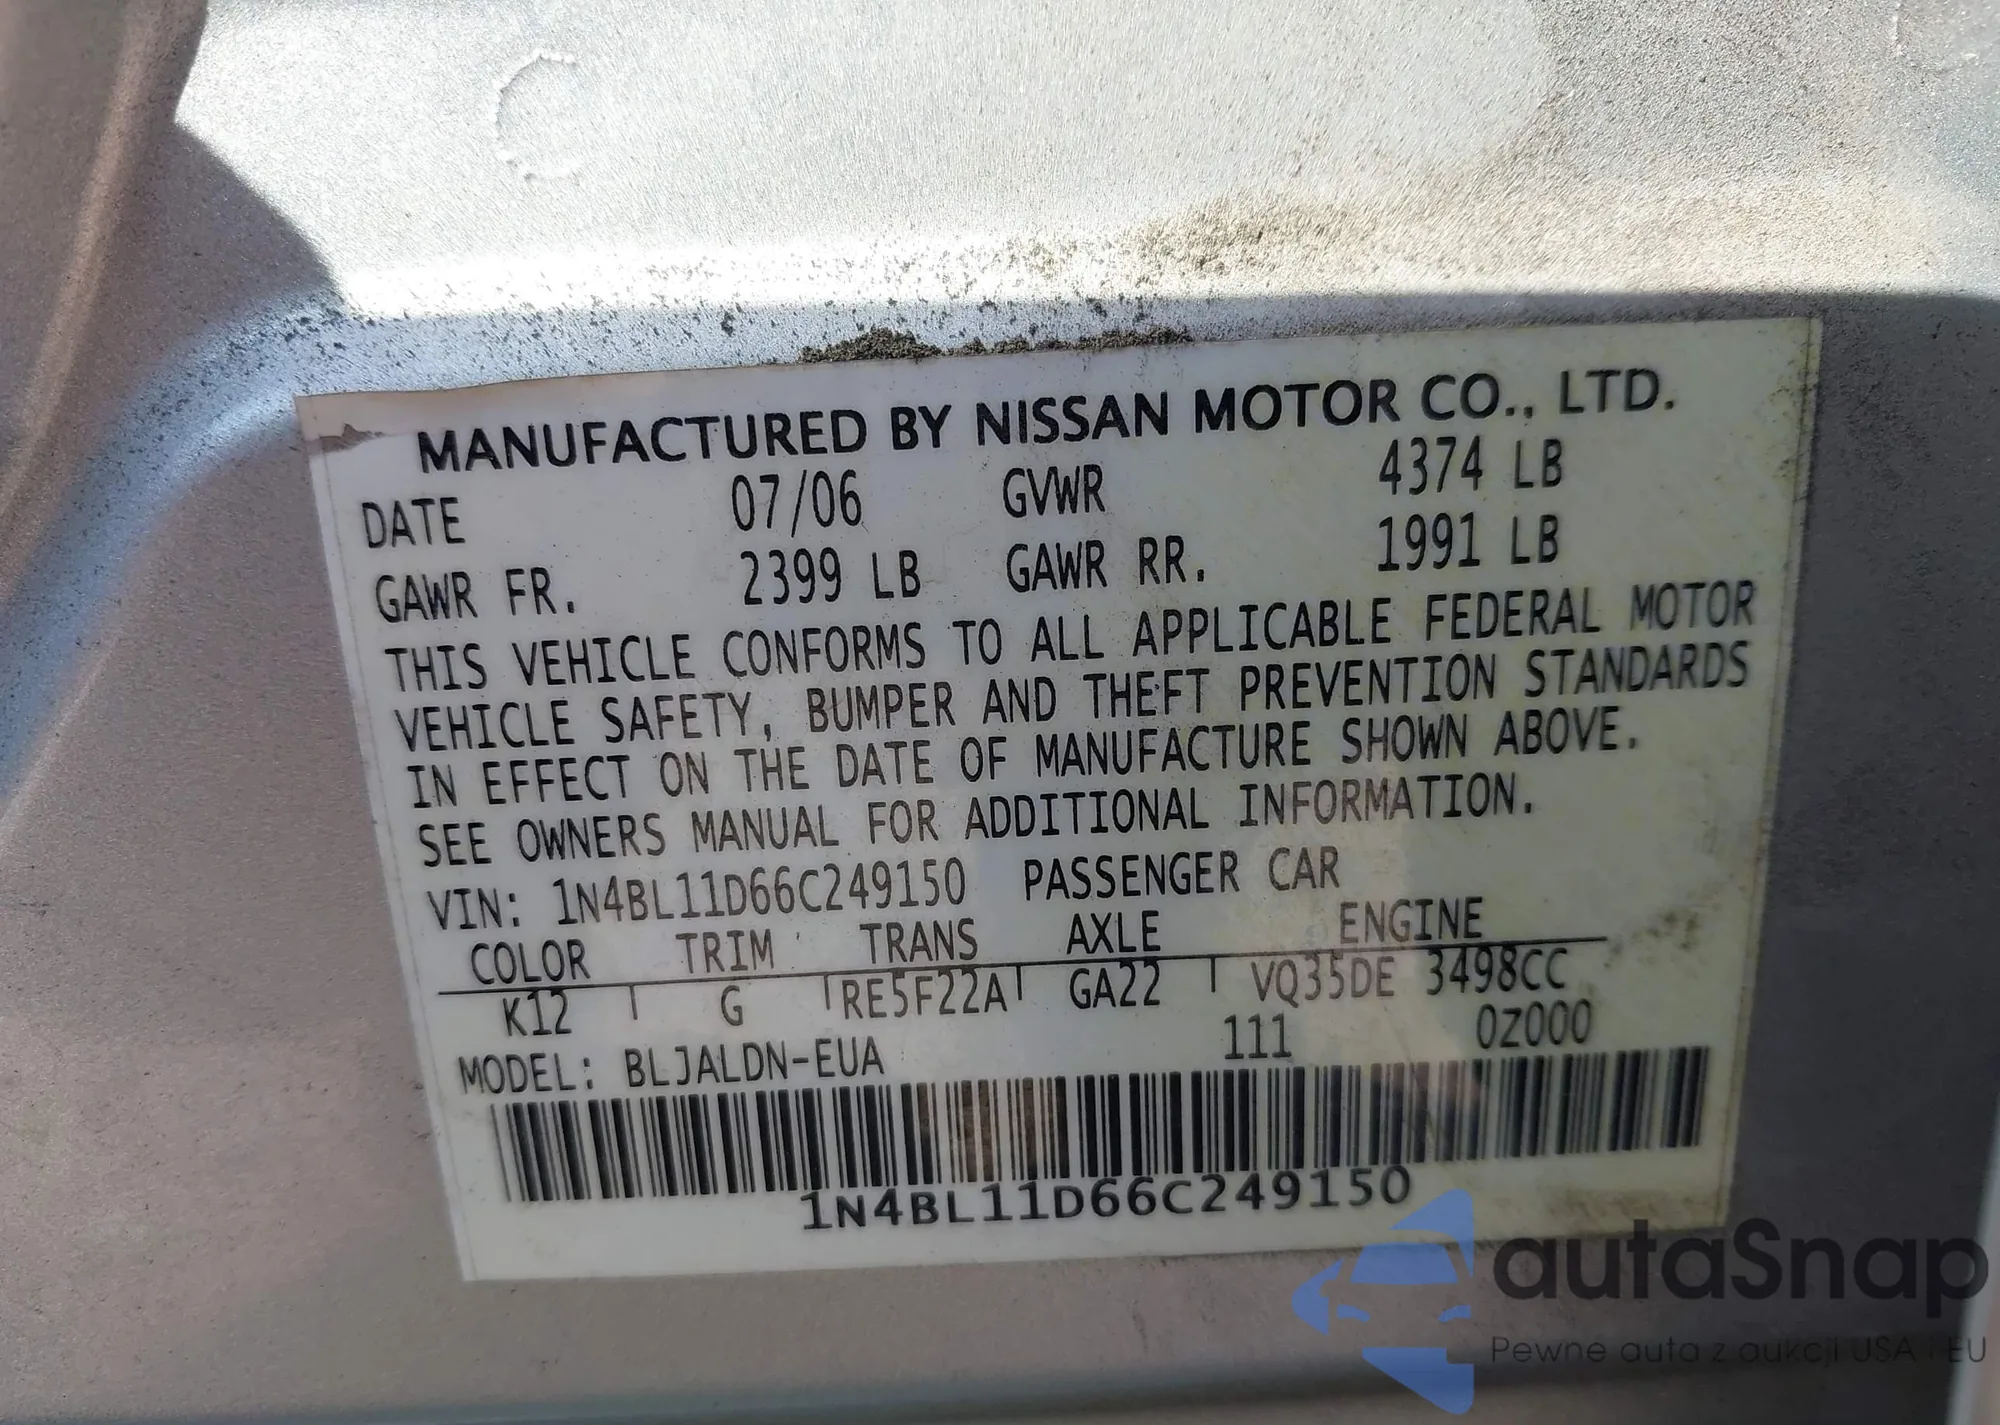 MANUFACTURED BY NISSAN MOTOR CO., LTD.
DATE 07/06 GVWR 4374 LB
GAWR FR. 2399 LB GAWR RR. 1991 LB
THIS VEHICLE CONFORMS TO ALL APPLICABLE FEDERAL MOTOR
VEHICLE SAFETY, BUMPER AND THEFT PREVENTION STANDARDS
IN EFFECT ON THE DATE OF MANUFACTURE SHOWN ABOVE.
SEE OWNERS MANUAL FOR ADDITIONAL INFORMATION.
VIN: 1N4BL11D66C249150 PASSENGER CAR
COLOR TRIM TRANS AXLE ENGINE
K12 G RE5F22A GA22 VQ35DE 3498CC
MODEL: BLJALDN-EUA 111 0Z000
1N4BL11D66C249150
autaSnap
Pewne auta z aukcji USA i EU